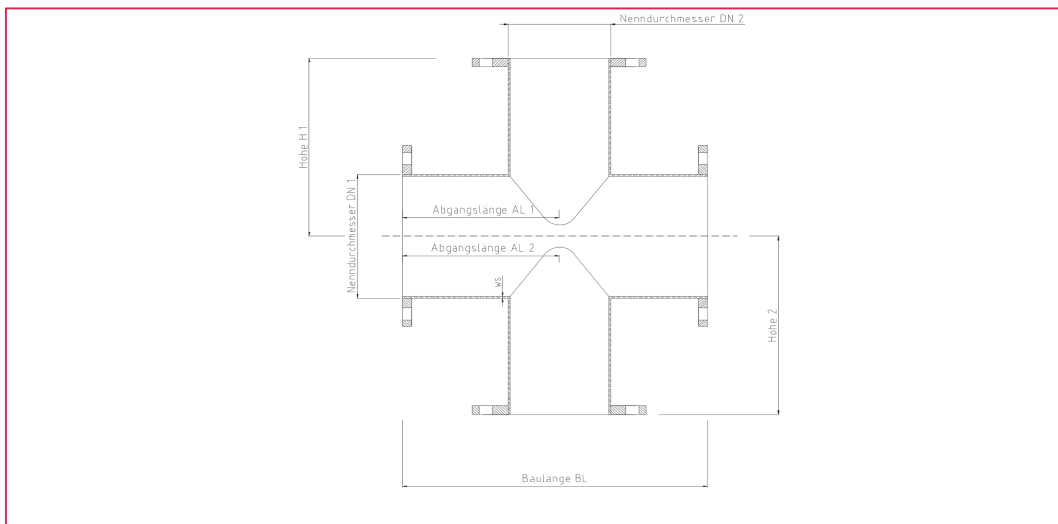 Nenndurchmesser DN 2
Höhe H 1
Nenndurchmesser DN 1
Abgangslänge AL 1
Abgangslänge AL 2
WS
Höhe 2
Baulänge BL